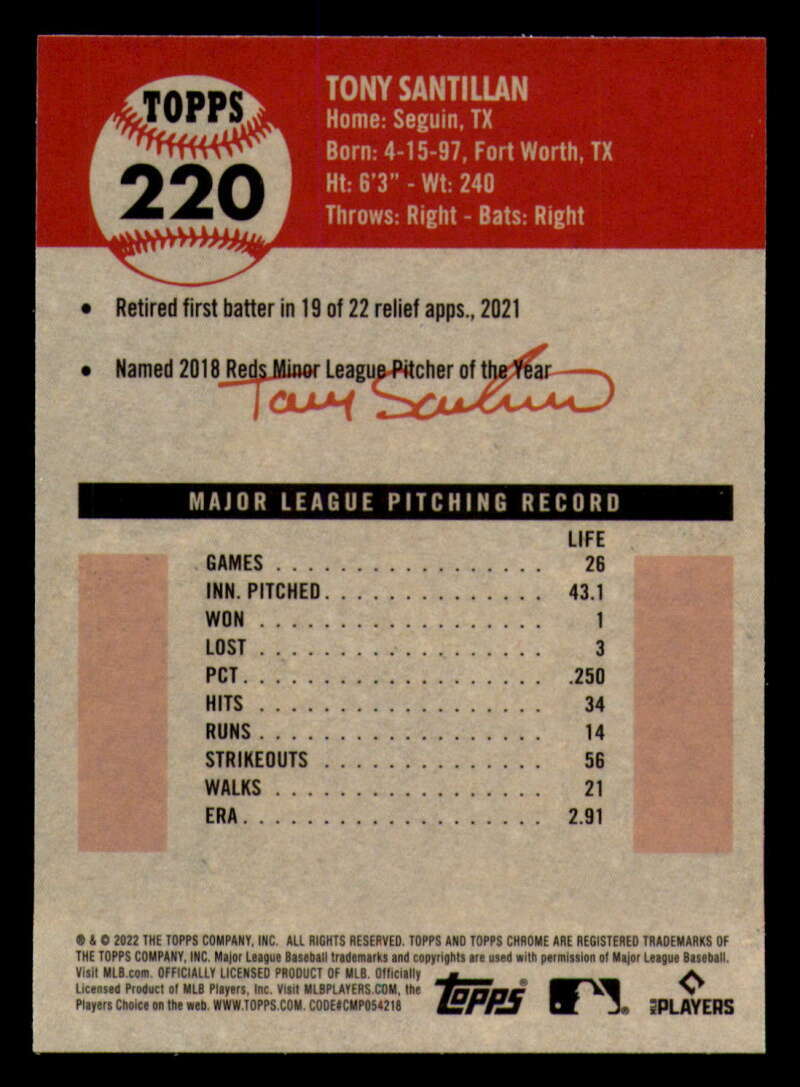 TOPPS
220
TONY SANTILLAN
Home: Seguin, TX
Born: 4-15-97, Fort Worth, TX
Ht: 6'3" - Wt: 240
Throws: Right - Bats: Right
• Retired first batter in 19 of 22 relief apps., 2021
• Named 2018 Reds Minor League Pitcher of the Year
Tony Santillan
MAJOR LEAGUE PITCHING RECORD
LIFE
GAMES . . . . . . . . . . . . . . . . . 26
INN. PITCHED. . . . . . . . . . . . . . 43.1
WON . . . . . . . . . . . . . . . . . . 1
LOST . . . . . . . . . . . . . . . . . . 3
PCT. . . . . . . . . . . . . . . . . . . .250
HITS . . . . . . . . . . . . . . . . . . 34
RUNS . . . . . . . . . . . . . . . . . . 14
STRIKEOUTS . . . . . . . . . . . . . . 56
WALKS . . . . . . . . . . . . . . . . . 21
ERA. . . . . . . . . . . . . . . . . . . 2.91
® & © 2022 THE TOPPS COMPANY, INC. ALL RIGHTS RESERVED. TOPPS AND TOPPS CHROME ARE REGISTERED TRADEMARKS OF
THE TOPPS COMPANY, INC. Major League Baseball trademarks and copyrights are used with permission of Major League Baseball.
Visit MLB.com. OFFICIALLY LICENSED PRODUCT OF MLB. Officially
Licensed Product of MLB Players, Inc. Visit MLBPLAYERS.COM, the
Players Choice on the web. WWW.TOPPS.COM. CODE#CMP054218
Topps®
MLB PLAYERS